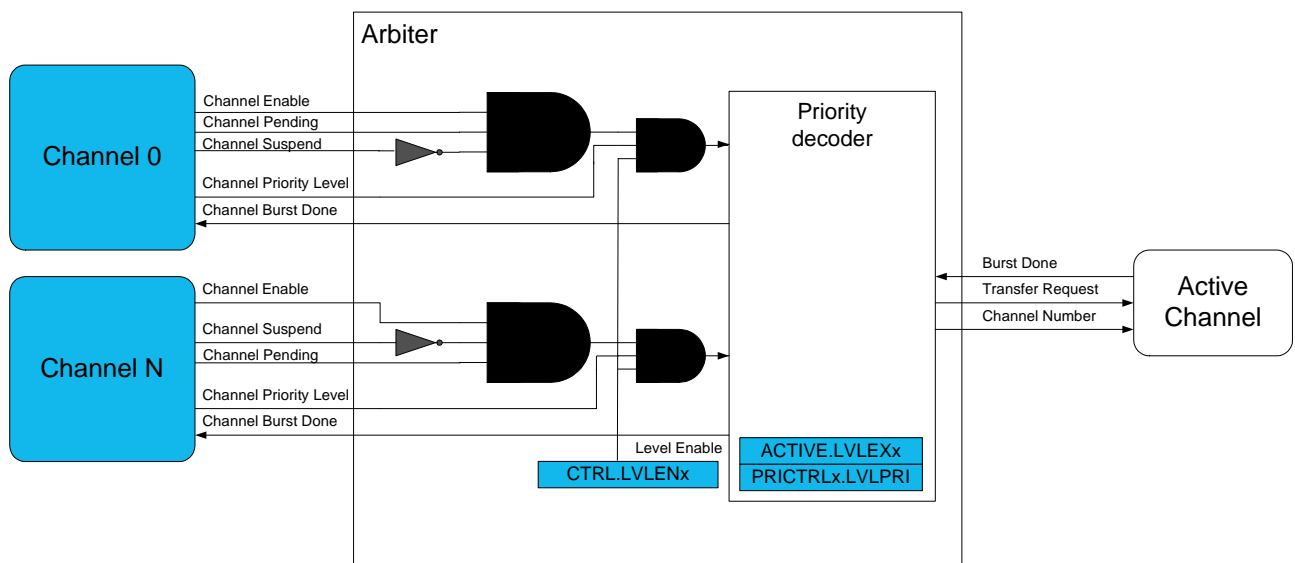 Arbiter
Channel 0
Channel Enable
Channel Pending
Channel Suspend
Channel Priority Level
Channel Burst Done
Priority
decoder
Channel N
Channel Enable
Channel Suspend
Channel Pending
Channel Priority Level
Channel Burst Done
Level Enable
CTRL.LVLENx
ACTIVE.LVLEXx
PRICTRLx.LVLPRI
Burst Done
Transfer Request
Channel Number
Active
Channel